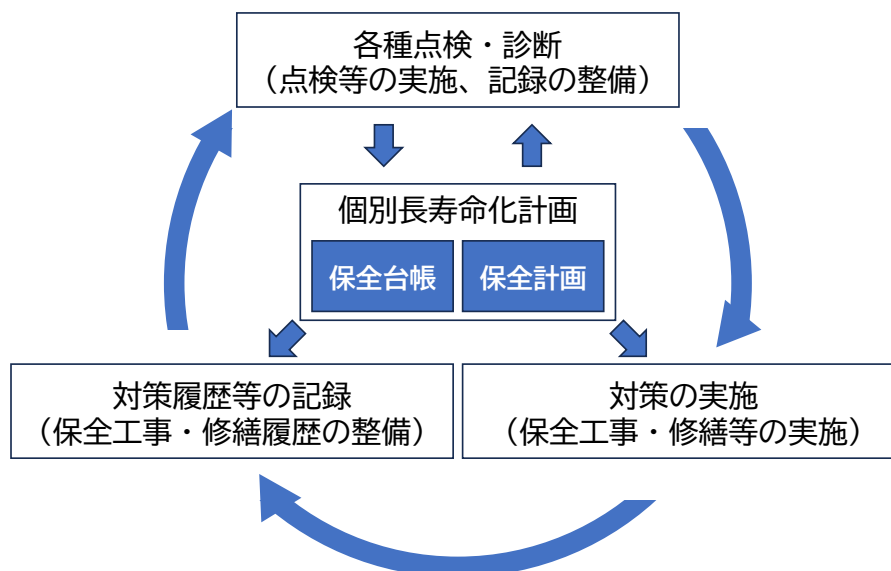 各種点検・診断
（点検等の実施、記録の整備）
個別長寿命化計画
保全台帳
保全計画
対策履歴等の記録
（保全工事・修繕履歴の整備）
対策の実施
（保全工事・修繕等の実施）